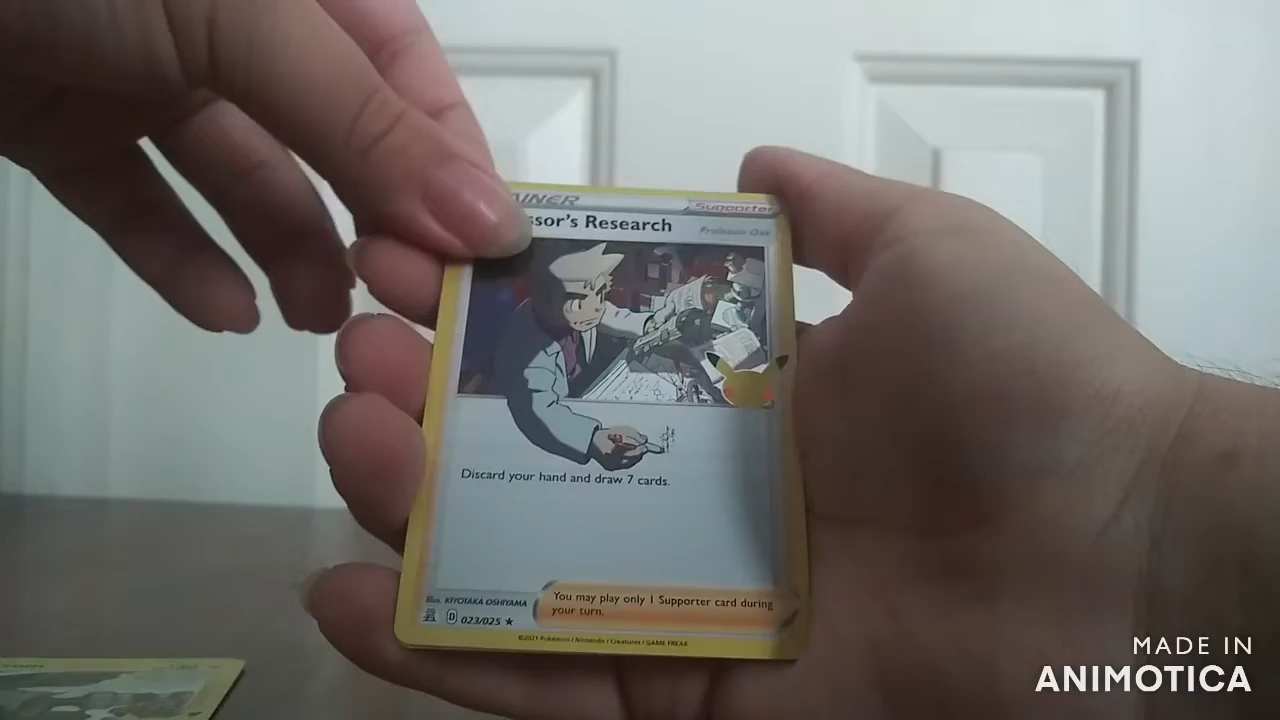 AINER
Supporter
ssor's Research
Professor Oak
Discard your hand and draw 7 cards.
Illus. KIYOTAKA OSHIYAMA
You may play only 1 Supporter card during
your turn.
D 023/025 ★
©2021 Pokémon / Nintendo / Creatures / GAME FREAK
MADE IN
ANIMOTICA